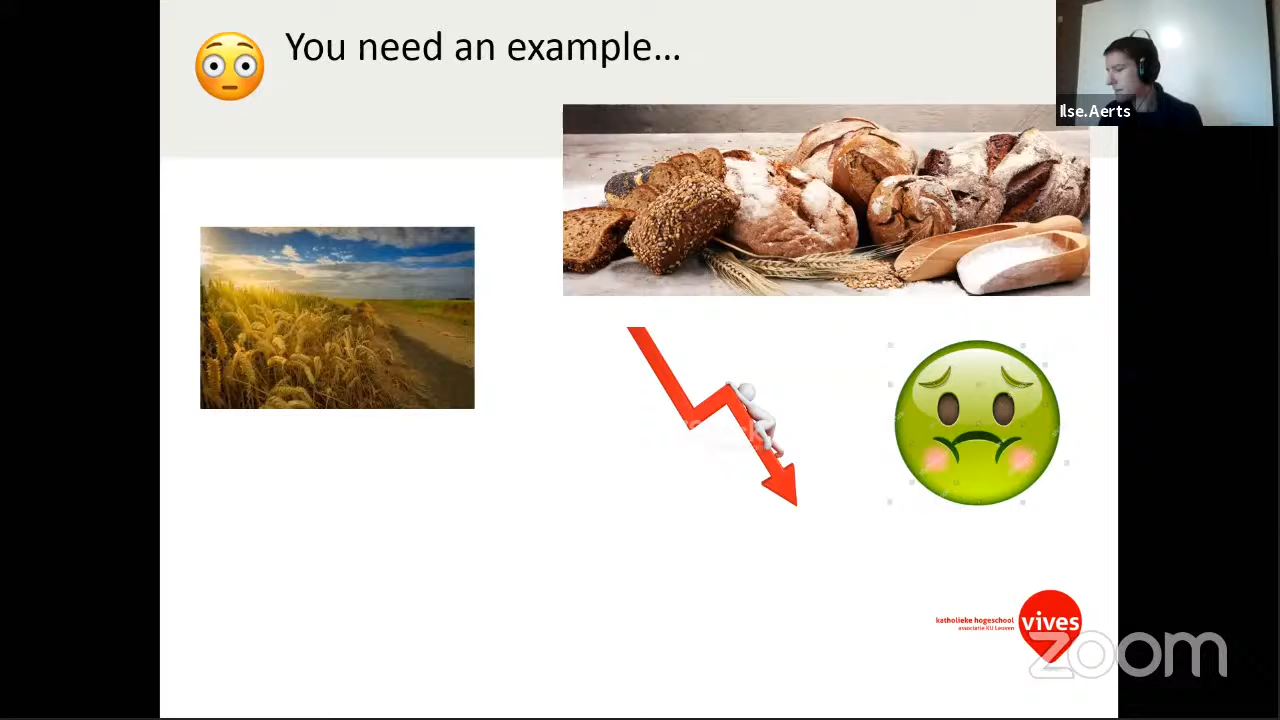 You need an example...
Ilse.Aerts
katholieke hogeschool
associatie KU Leuven
vives
zoom